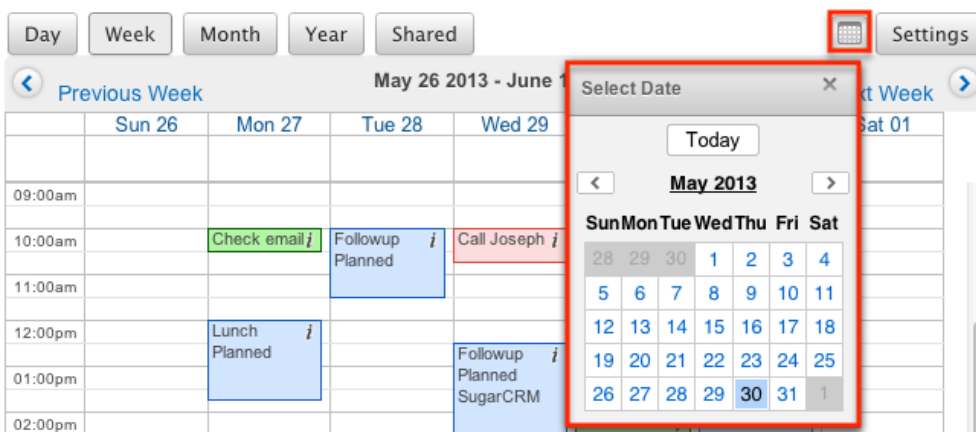 Day Week Month Year Shared Settings
Previous Week May 26 2013 - June 1 xt Week
Sun 26 Mon 27 Tue 28 Wed 29 Sat 01
09:00am
10:00am
11:00am
12:00pm
01:00pm
02:00pm
Check email i
Lunch i
Planned
Followup i
Planned
Call Joseph i
Followup i
Planned
SugarCRM
Select Date ×
Today
< May 2013 >
Sun Mon Tue Wed Thu Fri Sat
28 29 30 1 2 3 4
5 6 7 8 9 10 11
12 13 14 15 16 17 18
19 20 21 22 23 24 25
26 27 28 29 30 31 1